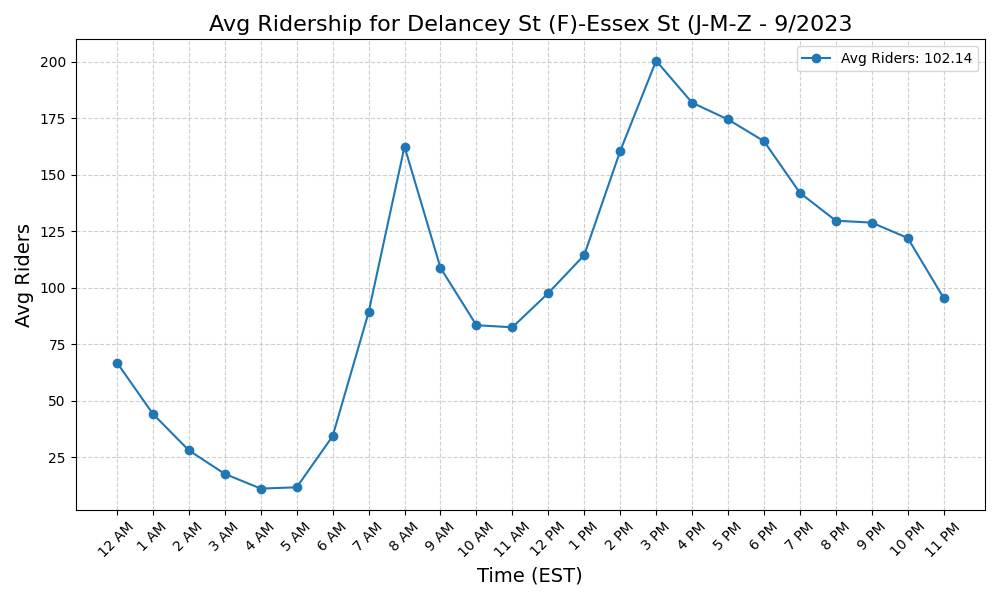 Avg Ridership for Delancey St (F)-Essex St (J-M-Z - 9/2023
Avg Riders: 102.14
Avg Riders
200
175
150
125
100
75
50
25
12 AM
1 AM
2 AM
3 AM
4 AM
5 AM
6 AM
7 AM
8 AM
9 AM
10 AM
11 AM
12 PM
1 PM
2 PM
3 PM
4 PM
5 PM
6 PM
7 PM
8 PM
9 PM
10 PM
11 PM
Time (EST)